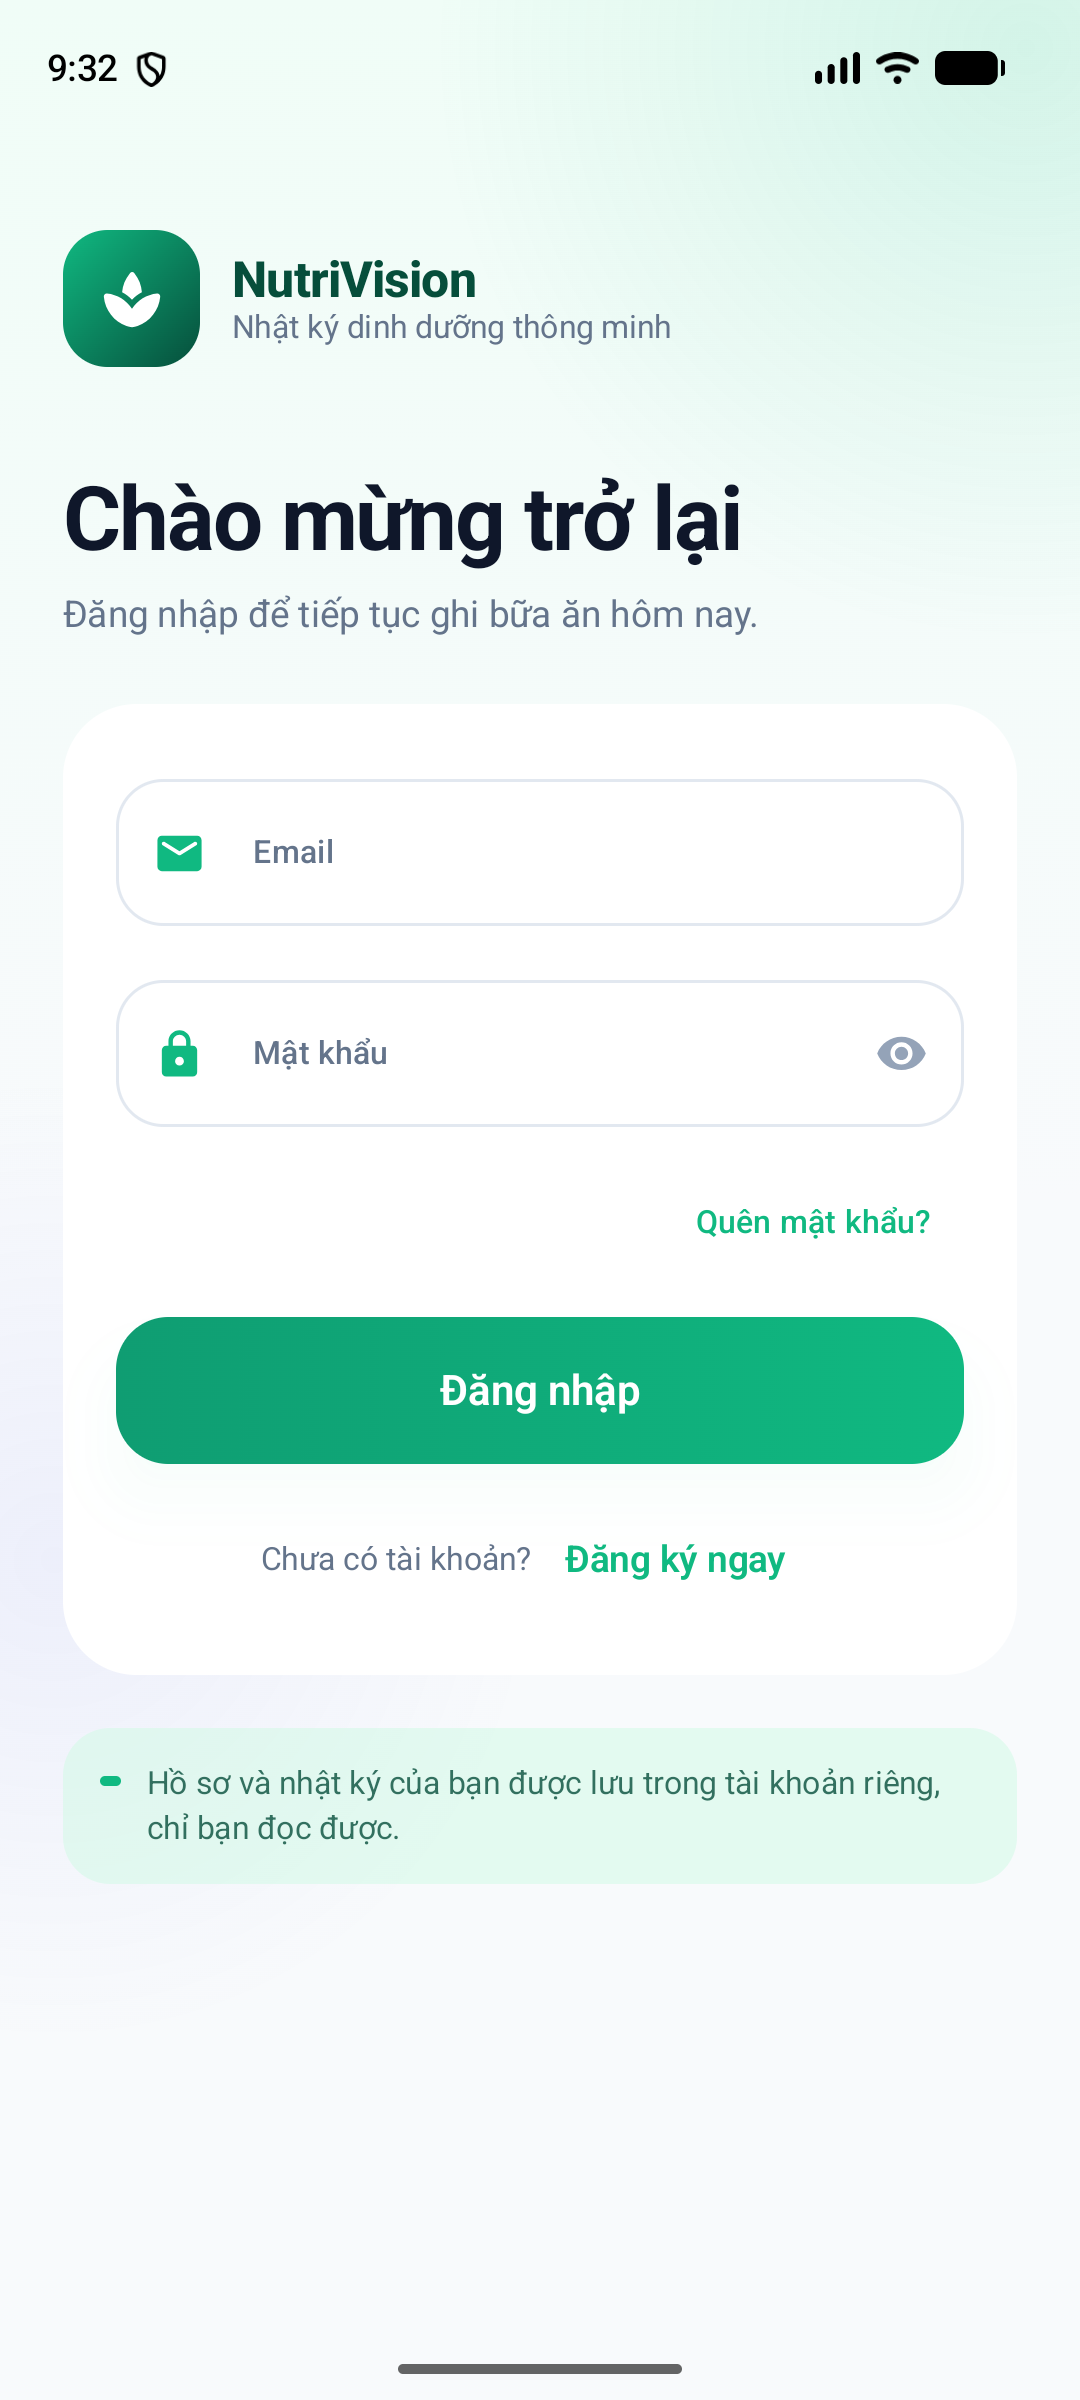 9:32
NutriVision
Nhật ký dinh dưỡng thông minh
Chào mừng trở lại
Đăng nhập để tiếp tục ghi bữa ăn hôm nay.
Email
Mật khẩu
Quên mật khẩu?
Đăng nhập
Chưa có tài khoản? Đăng ký ngay
Hồ sơ và nhật ký của bạn được lưu trong tài khoản riêng,
chỉ bạn đọc được.